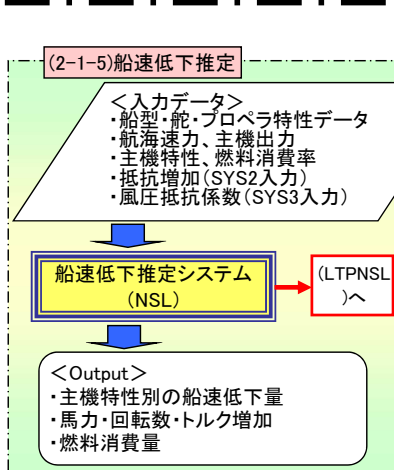 (2-1-5)船速低下推定
＜入力データ＞
・船型・舵・プロペラ特性データ
・航海速力、主機出力
・主機特性、燃料消費率
・抵抗増加(SYS2入力)
・風圧抵抗係数(SYS3入力)
船速低下推定システム
(NSL)
(LTPNSL
)へ
＜Output＞
・主機特性別の船速低下量
・馬力・回転数・トルク増加
・燃料消費量